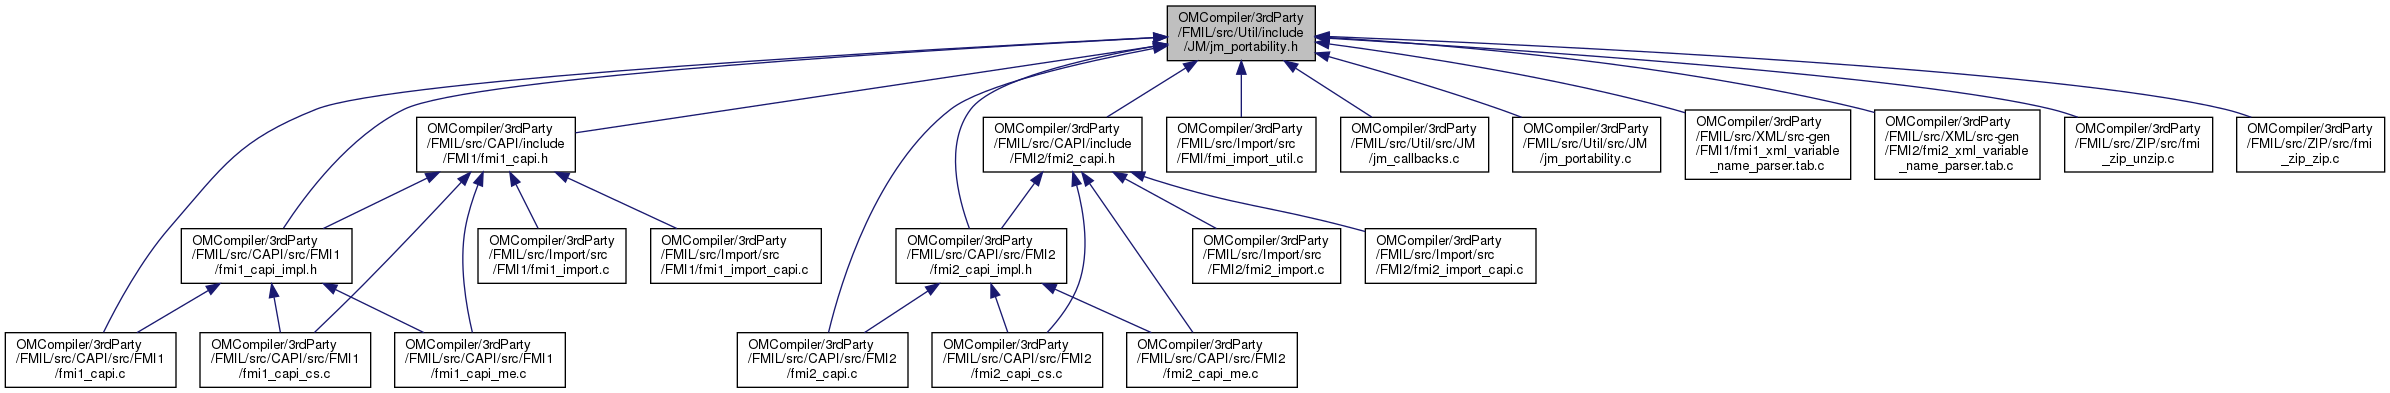 OMCompiler/3rdParty
/FMIL/src/Util/include
/JM/jm_portability.h
OMCompiler/3rdParty
/FMIL/src/CAPI/include
/FMI1/fmi1_capi.h
OMCompiler/3rdParty
/FMIL/src/CAPI/include
FMI2/fmi2_capi.h
OMCompiler/3rdParty
/FMIL/src/Import/src
/FMI/fmi_import_util.c
OMCompiler/3rdParty
/FMIL/src/Util/src/JM
/jm_callbacks.c
OMCompiler/3rdParty
/FMIL/src/Util/src/JM
/jm_portability.c
OMCompiler/3rdParty
/FMIL/src/XML/src-gen
/FMI1/fmi1_xml_variable
_name_parser.tab.c
OMCompiler/3rdParty
/FMIL/src/XML/src-gen
/FMI2/fmi2_xml_variable
_name_parser.tab.c
OMCompiler/3rdParty
/FMIL/src/ZIP/src/fmi
_zip_unzip.c
OMCompiler/3rdParty
/FMIL/src/ZIP/src/fmi
_zip_zip.c
OMCompiler/3rdParty
/FMIL/src/CAPI/src/FMI1
/fmi1_capi_impl.h
OMCompiler/3rdParty
/FMIL/src/Import/src
/FMI1/fmi1_import.c
OMCompiler/3rdParty
/FMIL/src/Import/src
/FMI1/fmi1_import_capi.c
OMCompiler/3rdParty
/FMIL/src/CAPI/src/FMI2
/fmi2_capi_impl.h
OMCompiler/3rdParty
/FMIL/src/Import/src
/FMI2/fmi2_import.c
OMCompiler/3rdParty
/FMIL/src/Import/src
/FMI2/fmi2_import_capi.c
OMCompiler/3rdParty
/FMIL/src/CAPI/src/FMI1
/fmi1_capi.c
OMCompiler/3rdParty
/FMIL/src/CAPI/src/FMI1
/fmi1_capi_cs.c
OMCompiler/3rdParty
/FMIL/src/CAPI/src/FMI1
/fmi1_capi_me.c
OMCompiler/3rdParty
/FMIL/src/CAPI/src/FMI2
/fmi2_capi.c
OMCompiler/3rdParty
/FMIL/src/CAPI/src/FMI2
/fmi2_capi_cs.c
OMCompiler/3rdParty
/FMIL/src/CAPI/src/FMI2
/fmi2_capi_me.c